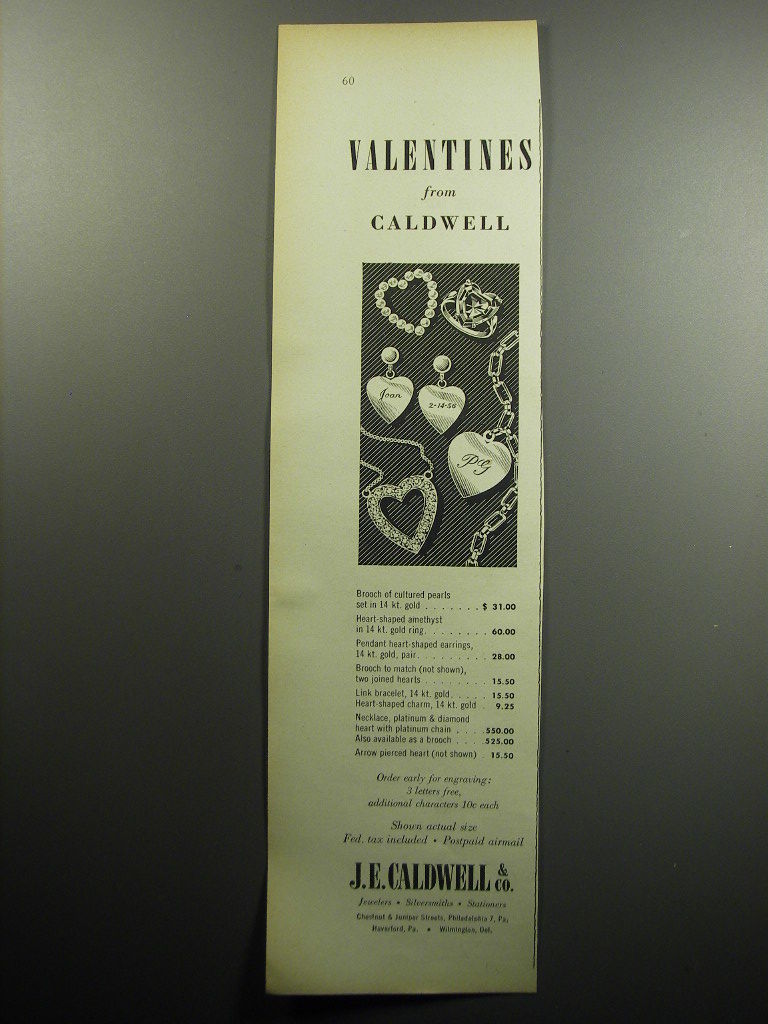 60
VALENTINES
from
CALDWELL
Joan
2-14-56
Brooch of cultured pearls
set in 14 kt. gold . . . . . . . $ 31.00
Heart-shaped amethyst
in 14 kt. gold ring. . . . . . . . 60.00
Pendant heart-shaped earrings,
14 kt. gold, pair. . . . . . . . . 28.00
Brooch to match (not shown),
two joined hearts . . . . . . . . 15.50
Link bracelet, 14 kt. gold. . . . . 15.50
Heart-shaped charm, 14 kt. gold . 9.25
Necklace, platinum & diamond
heart with platinum chain . . . .550.00
Also available as a brooch . . . .525.00
Arrow pierced heart (not shown) . 15.50
Order early for engraving:
3 letters free,
additional characters 10c each
Shown actual size
Fed. tax included • Postpaid airmail
J. E. CALDWELL & CO.
Jewelers • Silversmiths • Stationers
Chestnut & Juniper Streets, Philadelphia 7, Pa.
Haverford, Pa. • Wilmington, Del.